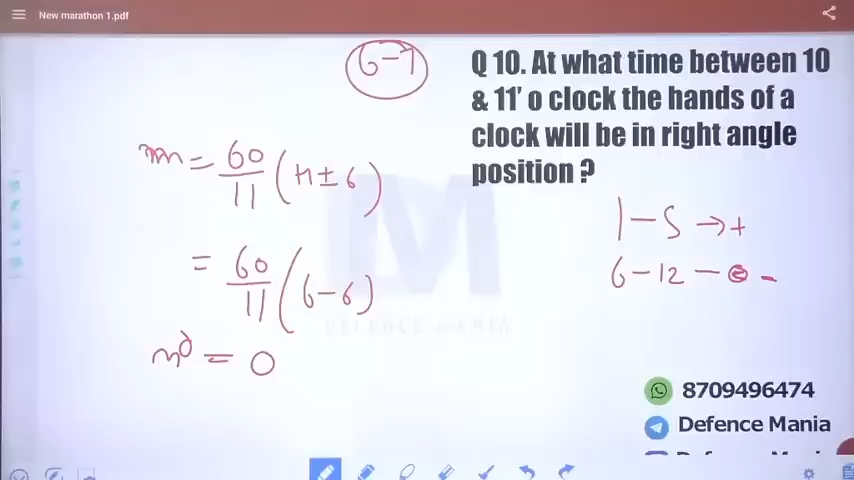 New marathon 1.pdf
6-7
Q 10. At what time between 10
& 11' o clock the hands of a
clock will be in right angle
position ?
= 60/11 (H ± 6)
= 60/11 (6-6)
= 0
1-5 → +
6-12 - -
DEFENCE MANIA
8709496474
Defence Mania